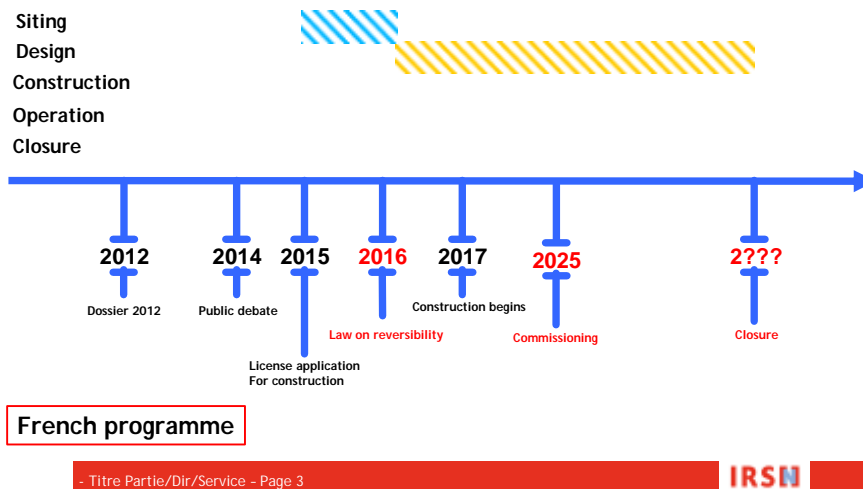 Siting
Design
Construction
Operation
Closure
2012
2014
2015
2016
2017
2025
2???
Dossier 2012
Public debate
Construction begins
Law on reversibility
Commissioning
Closure
License application
For construction
French programme
- Titre Partie/Dir/Service - Page 3
IRSN